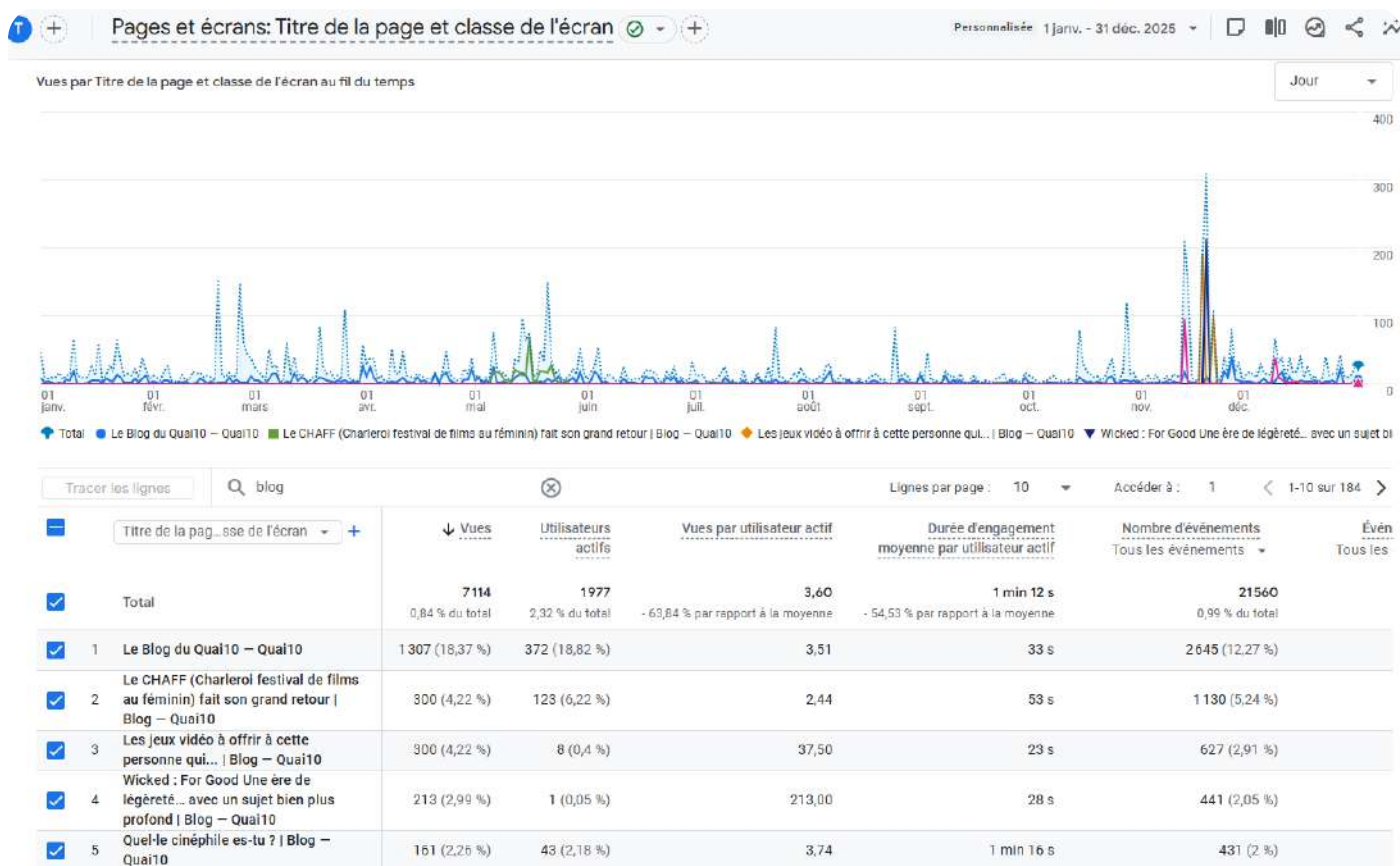 T
Pages et écrans: Titre de la page et classe de l'écran
Personnalisée 1 janv. - 31 déc. 2025
Vues par Titre de la page et classe de l'écran au fil du temps
Jour
400
300
200
100
0
01 janv.
01 févr.
01 mars
01 avr.
01 mai
01 juin
01 juil.
01 août
01 sept.
01 oct.
01 nov.
01 déc.
Total Le Blog du Quai10 – Quai10 Le CHAFF (Charleroi festival de films au féminin) fait son grand retour | Blog – Quai10 Les jeux vidéo à offrir à cette personne qui... | Blog – Quai10 Wicked : For Good Une ère de légèreté... avec un sujet bi
Tracer les lignes
blog
Lignes par page : 10
Accéder à : 1
1-10 sur 184
Titre de la pag...sse de l'écran
Vues
Utilisateurs actifs
Vues par utilisateur actif
Durée d'engagement moyenne par utilisateur actif
Nombre d'événements
Tous les événements
Évén
Tous les
Total
7114
0,84 % du total
1977
2,32 % du total
3,60
- 63,84 % par rapport à la moyenne
1 min 12 s
- 54,53 % par rapport à la moyenne
21560
0,99 % du total
1 Le Blog du Quai10 – Quai10 1 307 (18,37 %) 372 (18,82 %) 3,51 33 s 2 645 (12,27 %)
Le CHAFF (Charleroi festival de films
2 au féminin) fait son grand retour | 300 (4,22 %) 123 (6,22 %) 2,44 53 s 1 130 (5,24 %)
Blog – Quai10
Les jeux vidéo à offrir à cette
3 personne qui... | Blog – Quai10 300 (4,22 %) 8 (0,4 %) 37,50 23 s 627 (2,91 %)
Wicked : For Good Une ère de
4 légèreté... avec un sujet bien plus 213 (2,99 %) 1 (0,05 %) 213,00 28 s 441 (2,05 %)
profond | Blog – Quai10
5 Quel·le cinéphile es-tu ? | Blog – 161 (2,26 %) 43 (2,18 %) 3,74 1 min 16 s 431 (2 %)
Quai10